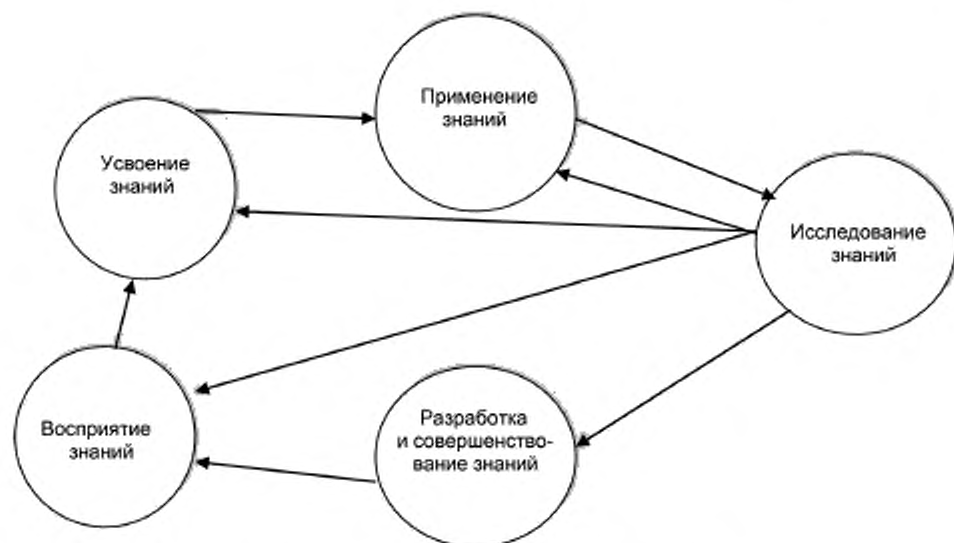 Применение
знаний
Усвоение
знаний
Исследование
знаний
Восприятие
знаний
Разработка
и совершенство-
вание знаний